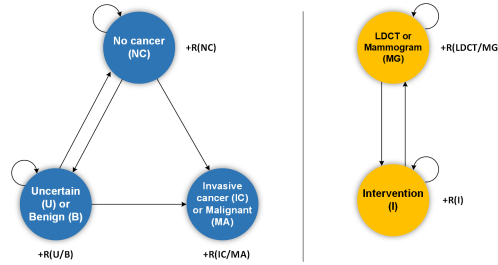 No cancer
(NC)
+R(NC)
Uncertain
(U) or
Benign (B)
+R(U/B)
Invasive
cancer (IC)
or Malignant
(MA)
+R(IC/MA)
LDCT or
Mammogram
(MG)
+R(LDCT/MG
Intervention
(I)
+R(I)